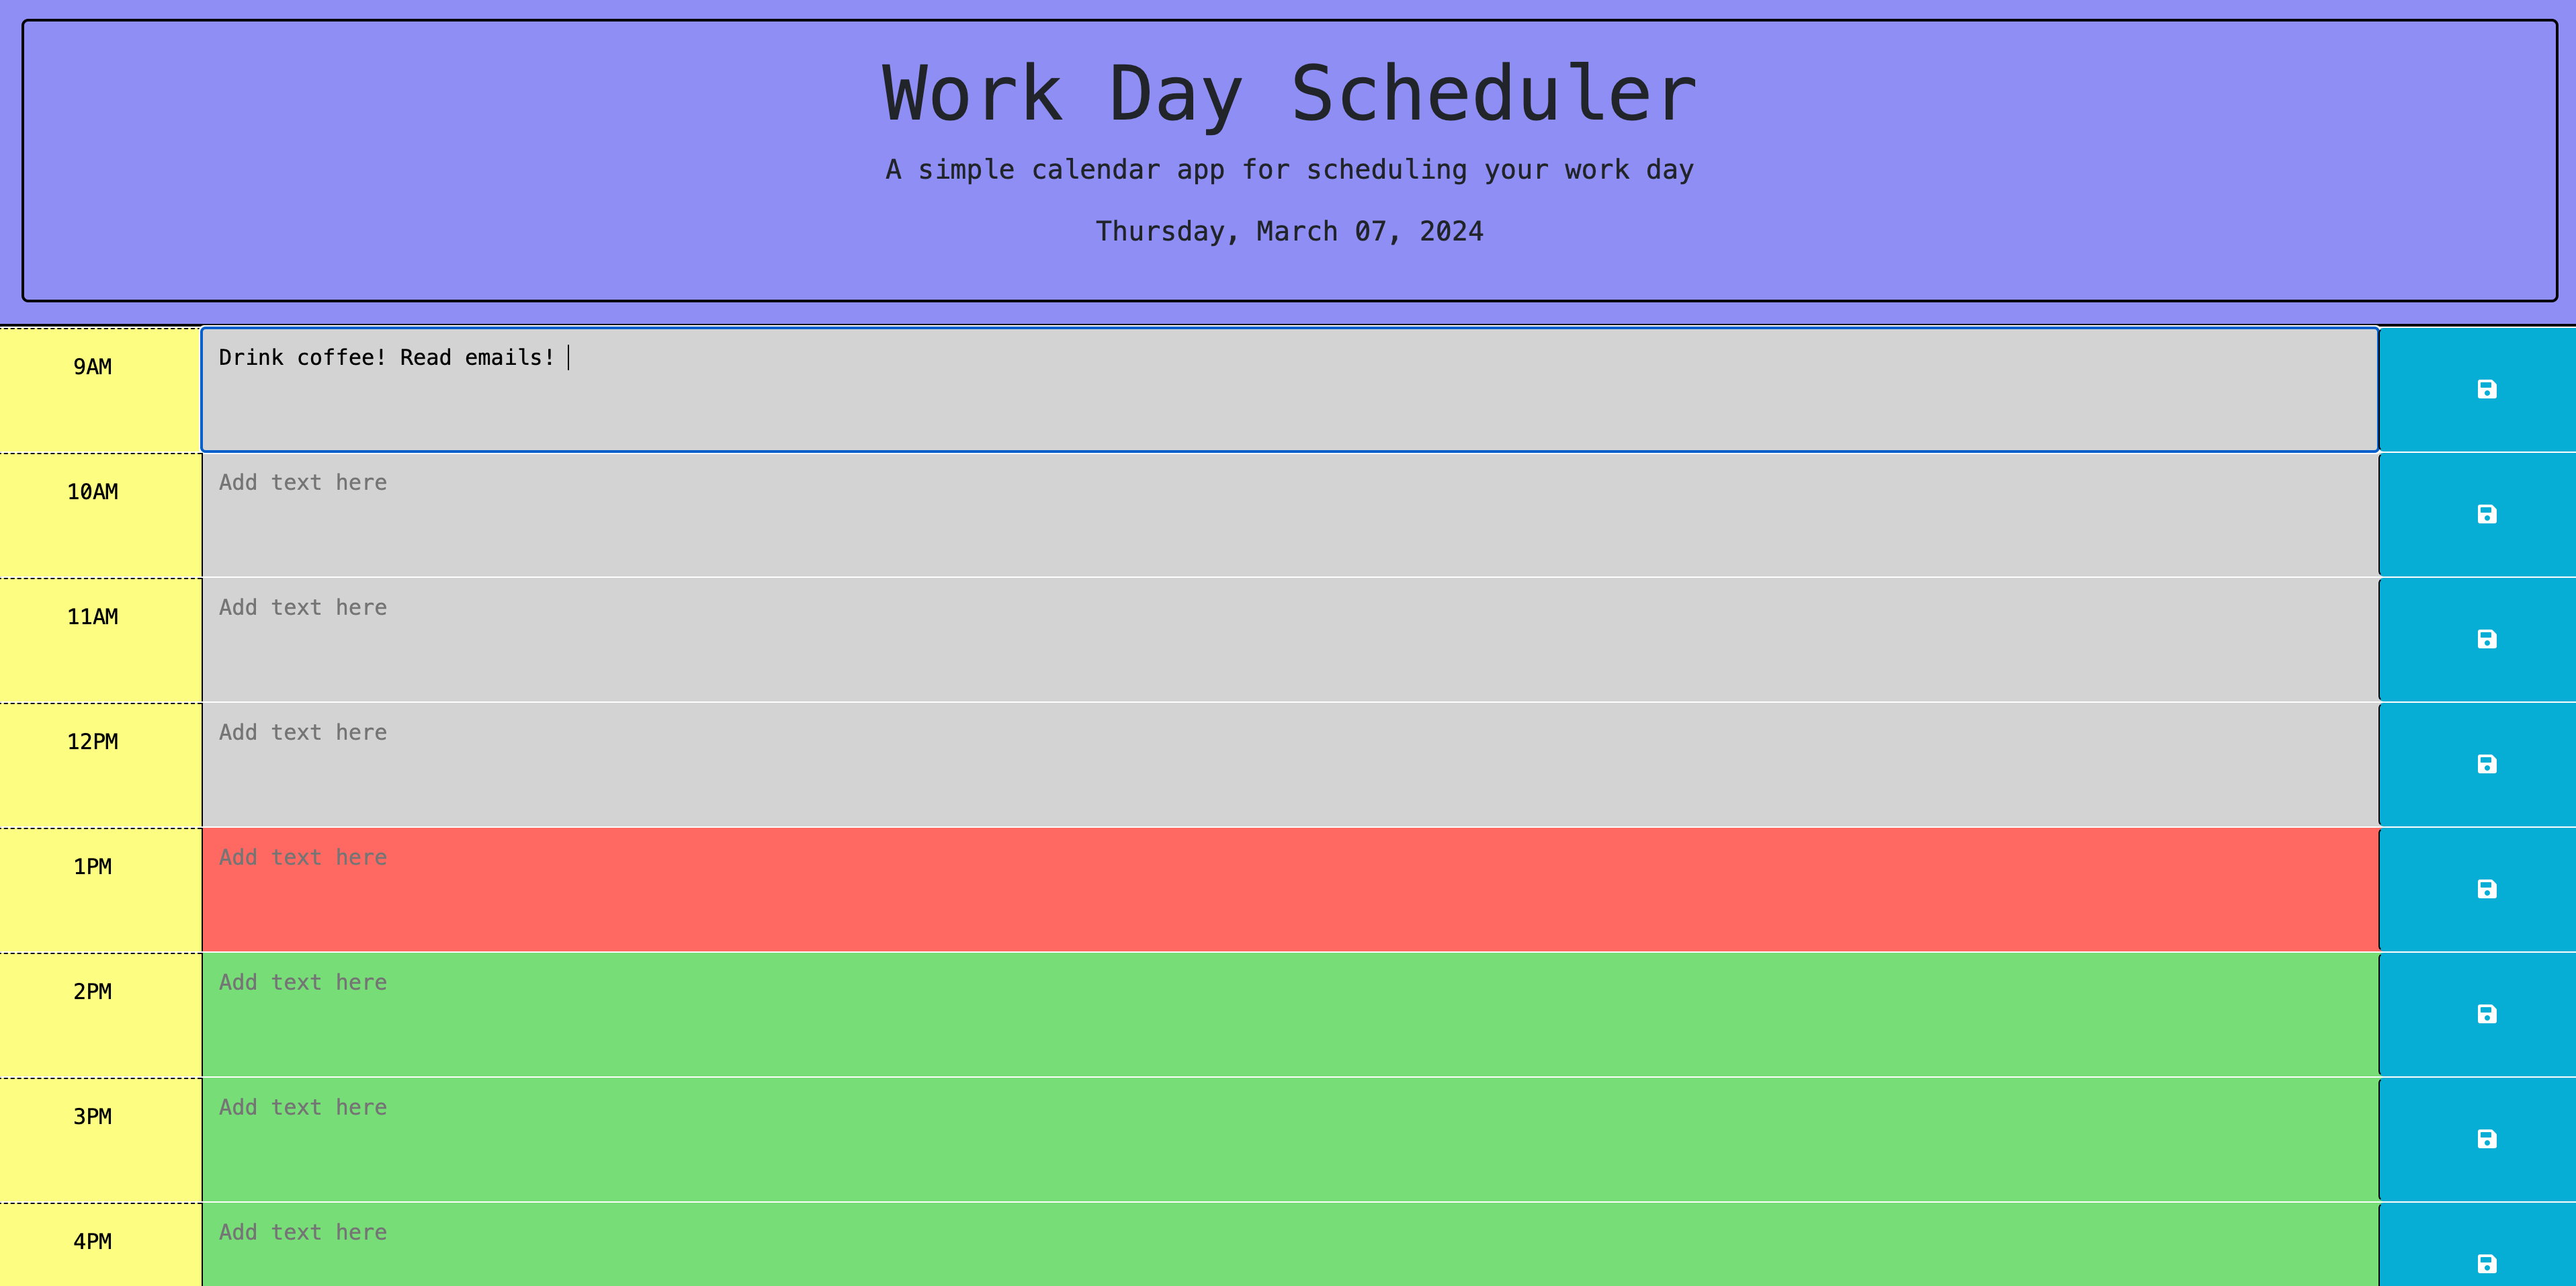 Work Day Scheduler
A simple calendar app for scheduling your work day
Thursday, March 07, 2024
9AM
Drink coffee! Read emails!
10AM
Add text here
11AM
Add text here
12PM
Add text here
1PM
Add text here
2PM
Add text here
3PM
Add text here
4PM
Add text here